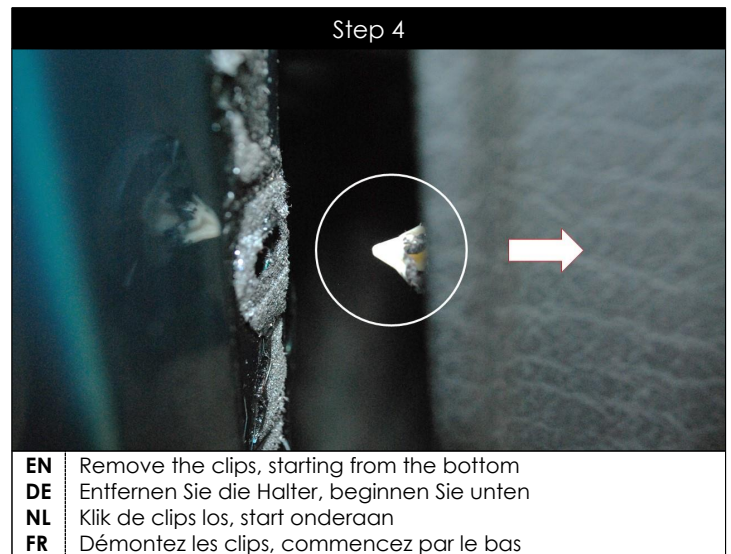 Step 4
EN Remove the clips, starting from the bottom
DE Entfernen Sie die Halter, beginnen Sie unten
NL Klik de clips los, start onderaan
FR Démontez les clips, commencez par le bas